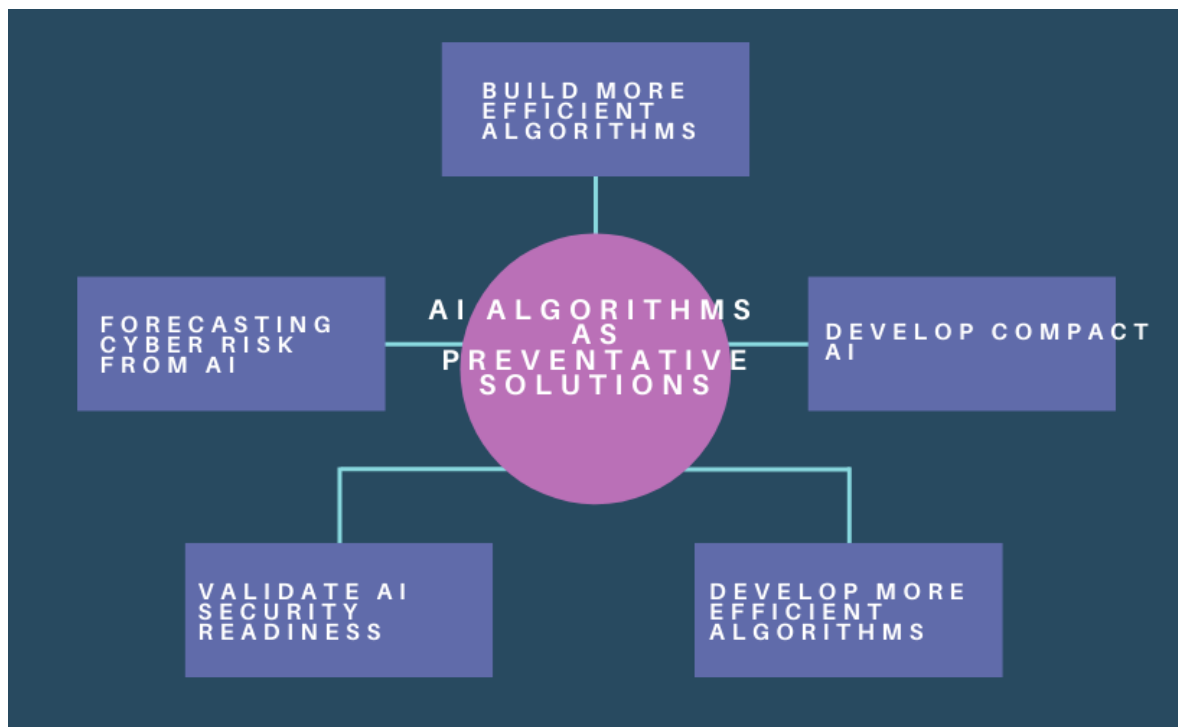 BUILD MORE
EFFICIENT
ALGORITHMS
AI ALGORITHMS
AS
PREVENTATIVE
SOLUTIONS
FORECASTING
CYBER RISK
FROM AI
DEVELOP COMPACT
AI
VALIDATE AI
SECURITY
READINESS
DEVELOP MORE
EFFICIENT
ALGORITHMS